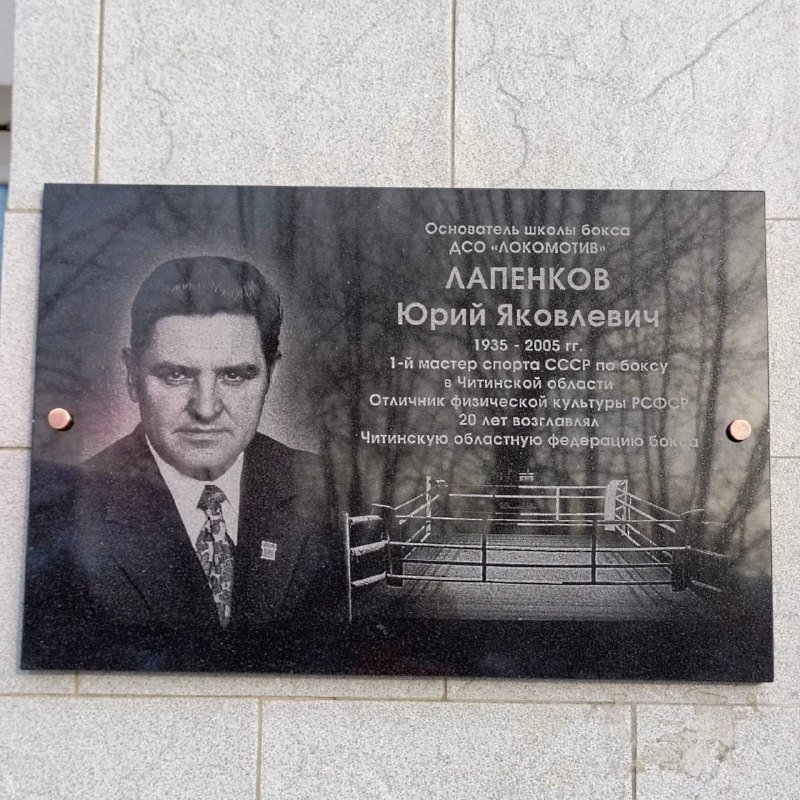 Основатель школы бокса
ДСО «ЛОКОМОТИВ»
ЛАПЕНКОВ
Юрий Яковлевич
1935 - 2005 гг.
1-й мастер спорта СССР по боксу
в Читинской области
Отличник физической культуры РСФСР
20 лет возглавлял
Читинскую областную федерацию бокса